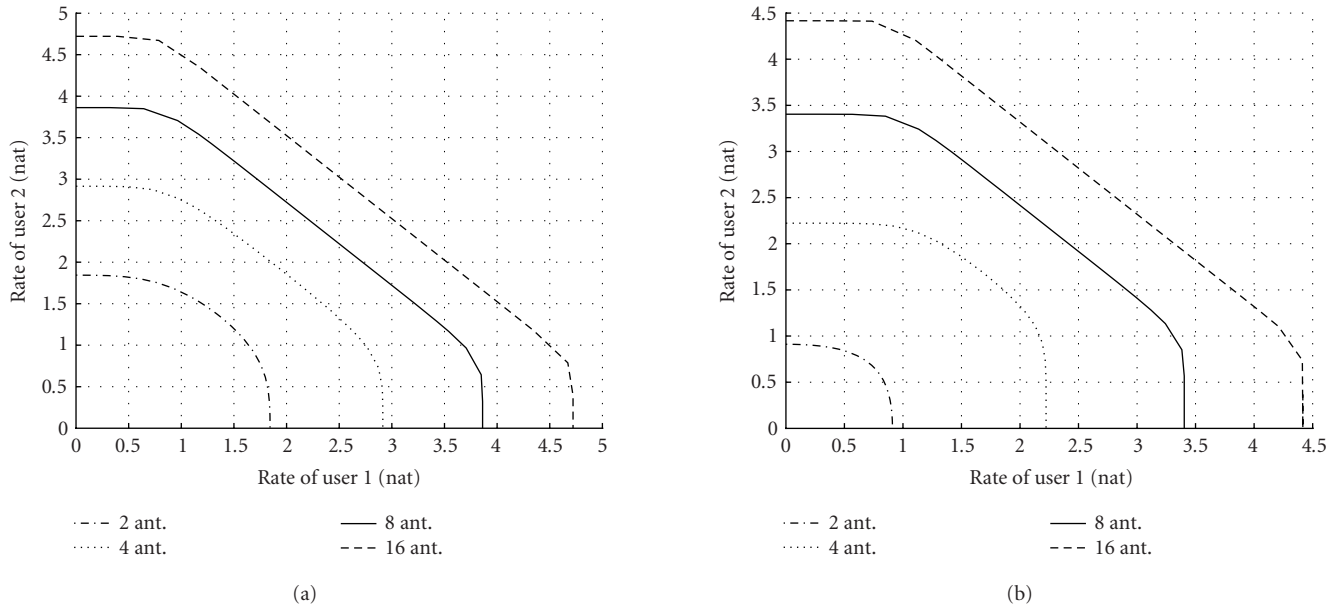 5
4.5
4
3.5
3
2.5
2
1.5
1
0.5
0
Rate of user 2 (nat)
0 0.5 1 1.5 2 2.5 3 3.5 4 4.5 5
Rate of user 1 (nat)
2 ant.
4 ant.
8 ant.
16 ant.
(a)
4.5
4
3.5
3
2.5
2
1.5
1
0.5
0
Rate of user 2 (nat)
0 0.5 1 1.5 2 2.5 3 3.5 4 4.5
Rate of user 1 (nat)
2 ant.
4 ant.
8 ant.
16 ant.
(b)